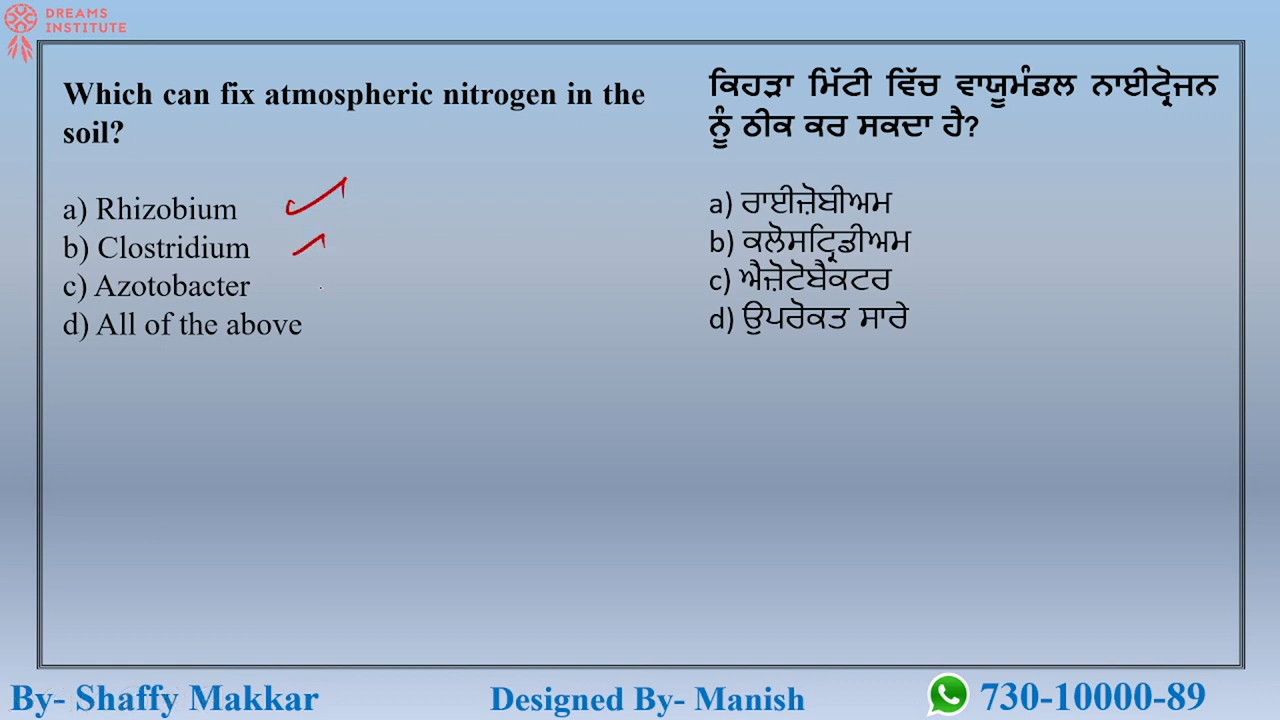 DREAMS
INSTITUTE
Which can fix atmospheric nitrogen in the
soil?
a) Rhizobium
b) Clostridium
c) Azotobacter
d) All of the above
ਕਿਹੜਾ ਮਿੱਟੀ ਵਿੱਚ ਵਾਯੂਮੰਡਲ ਨਾਈਟ੍ਰੋਜਨ
ਨੂੰ ਠੀਕ ਕਰ ਸਕਦਾ ਹੈ?
a) ਰਾਈਜ਼ੋਬੀਅਮ
b) ਕਲੋਸਟ੍ਰਿਡੀਅਮ
c) ਐਜ਼ੋਟੋਬੈਕਟਰ
d) ਉਪਰੋਕਤ ਸਾਰੇ
By- Shaffy Makkar
Designed By- Manish
730-10000-89